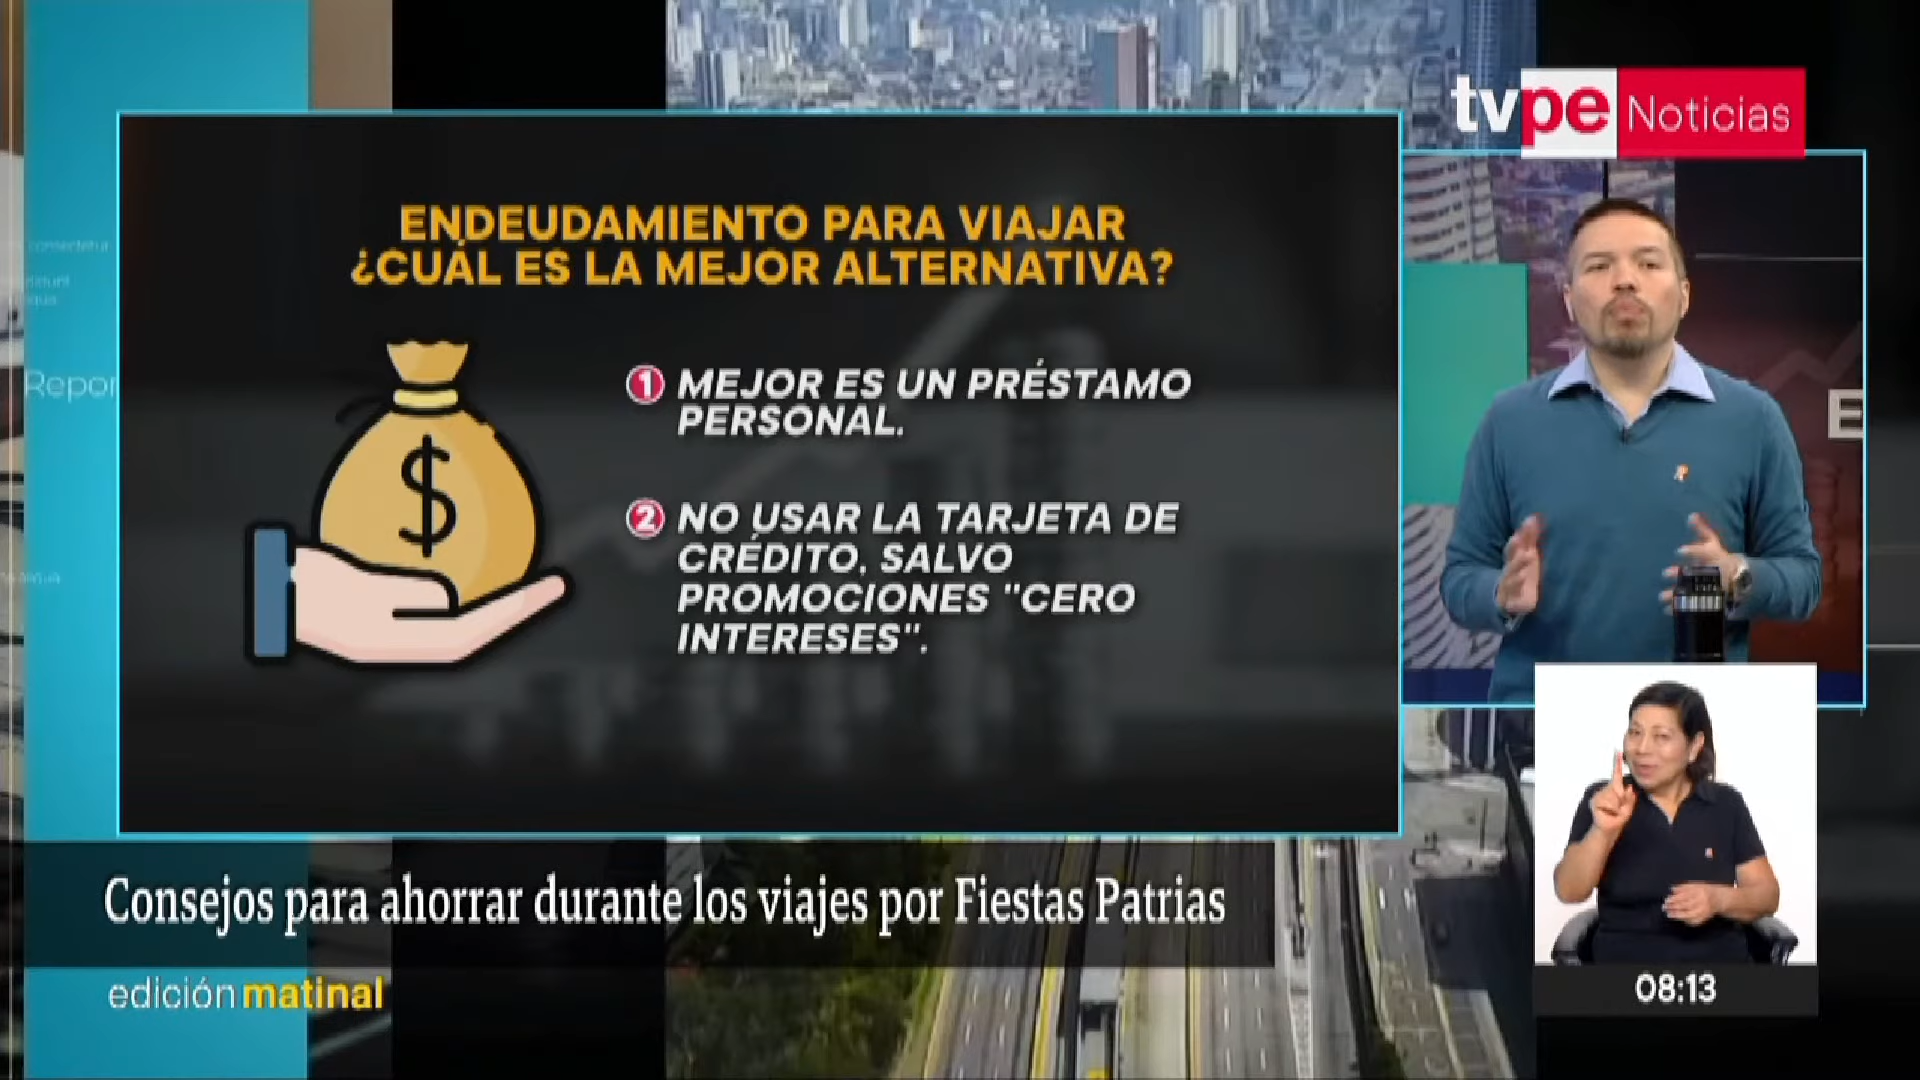 tvpe Noticias
ENDEUDAMIENTO PARA VIAJAR
¿CUÁL ES LA MEJOR ALTERNATIVA?
$
1 MEJOR ES UN PRÉSTAMO
PERSONAL.
2 NO USAR LA TARJETA DE
CRÉDITO, SALVO
PROMOCIONES "CERO
INTERESES".
Repor
E
Consejos para ahorrar durante los viajes por Fiestas Patrias
edición matinal
08:13